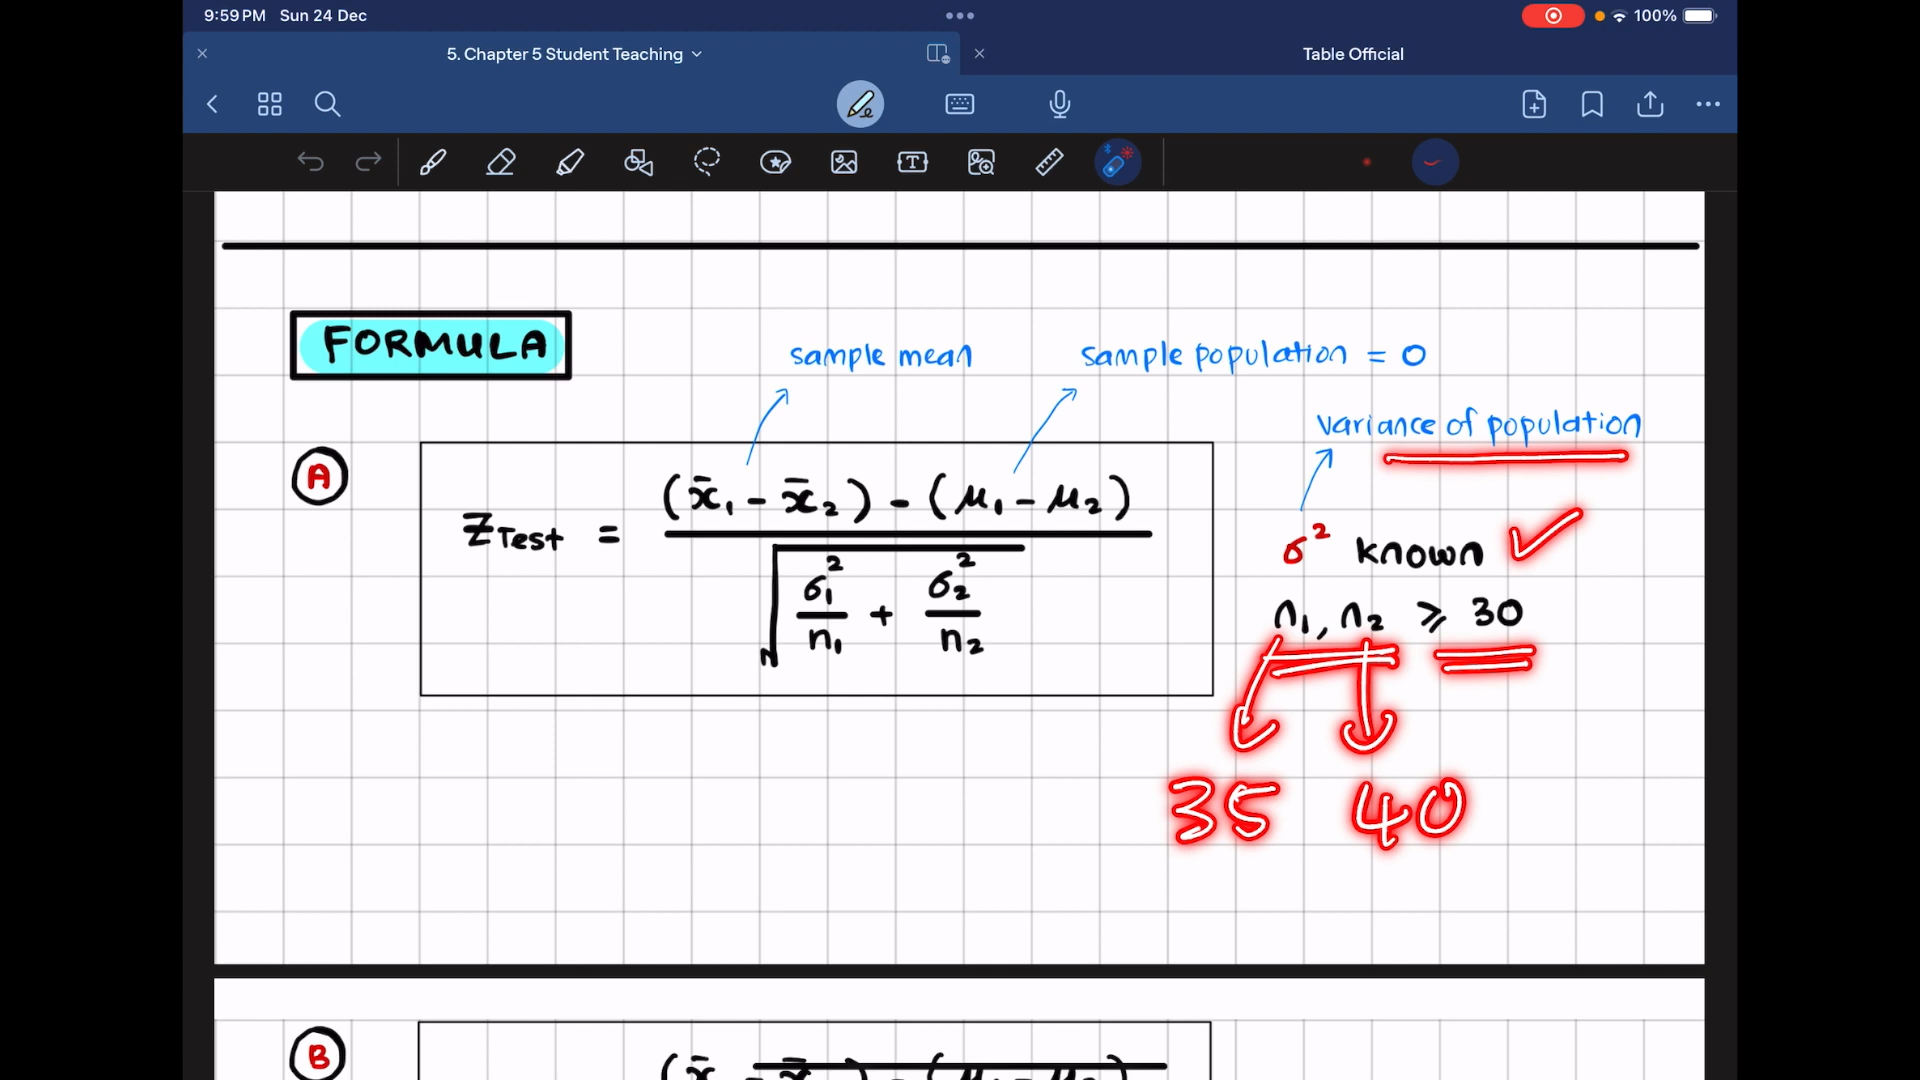 9:59 PM Sun 24 Dec
100%
5. Chapter 5 Student Teaching
Table Official
FORMULA
sample mean
sample population = 0
variance of population
A
Z Test = (x̄₁ - x̄₂) - (μ₁ - μ₂)
√ σ₁²/n₁ + σ₂²/n₂
σ² known ✓
n₁, n₂ ⩾ 30
35 40
B